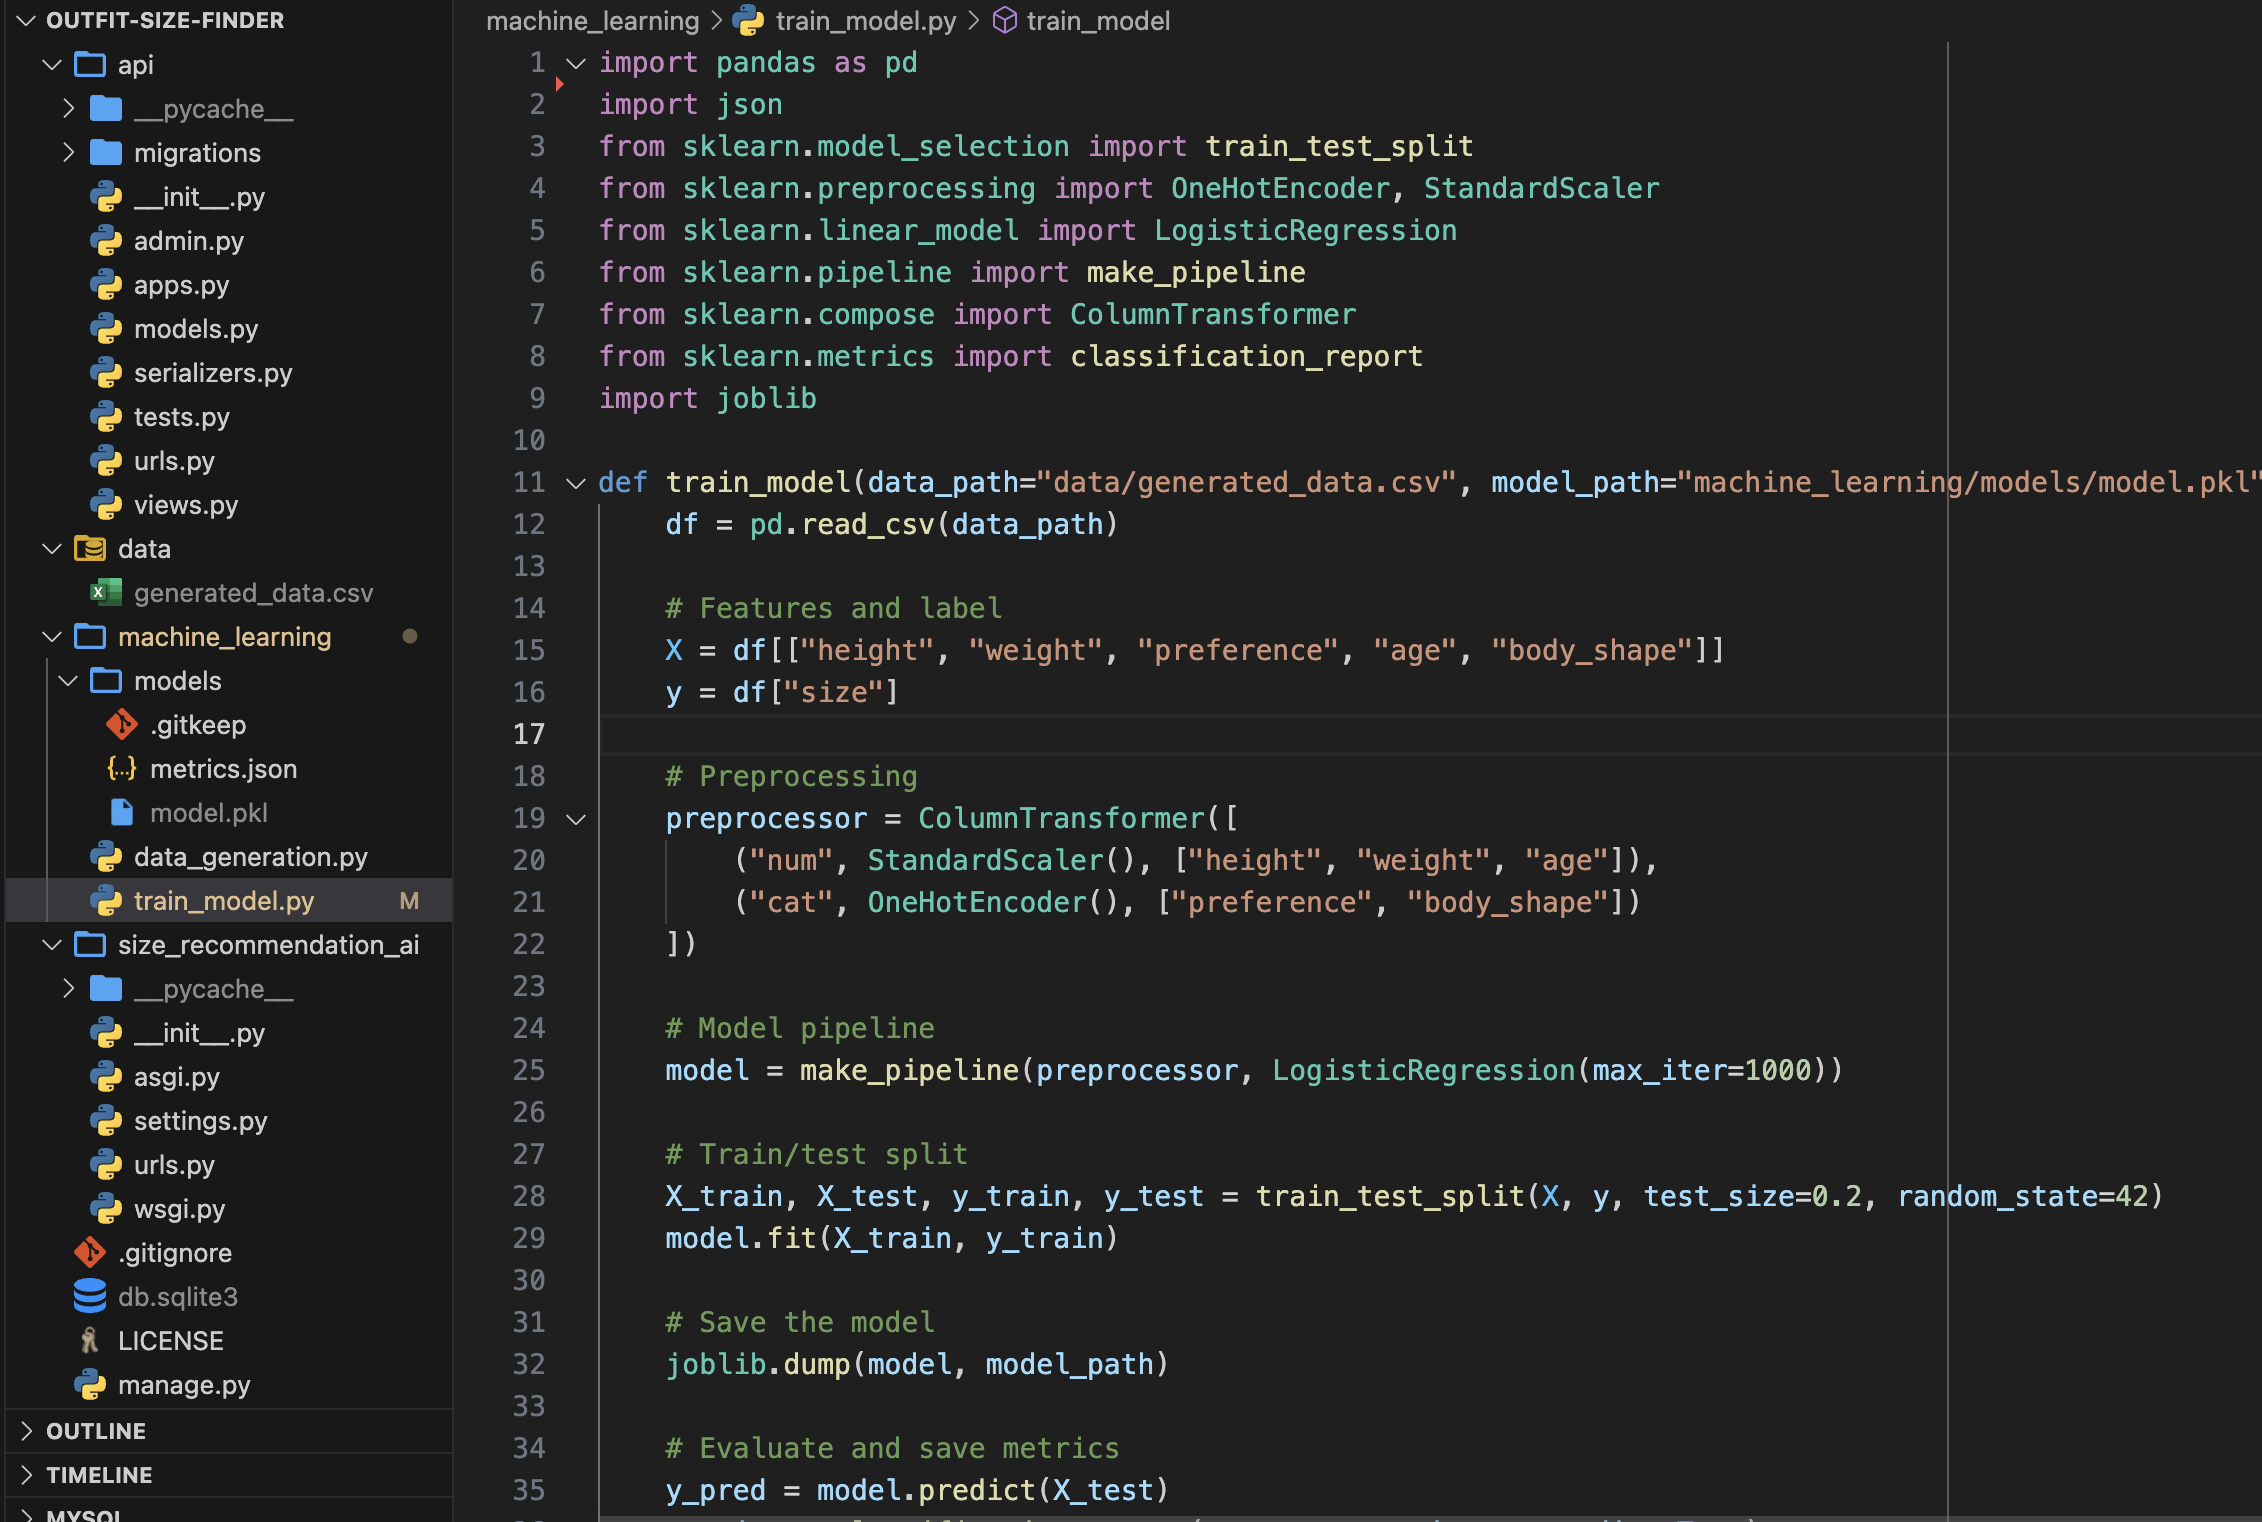 OUTFIT-SIZE-FINDER
api
__pycache__
migrations
__init__.py
admin.py
apps.py
models.py
serializers.py
tests.py
urls.py
views.py
data
generated_data.csv
machine_learning
models
.gitkeep
metrics.json
model.pkl
data_generation.py
train_model.py M
size_recommendation_ai
__pycache__
__init__.py
asgi.py
settings.py
urls.py
wsgi.py
.gitignore
db.sqlite3
LICENSE
manage.py
OUTLINE
TIMELINE
MYSQL
machine_learning > train_model.py > train_model
1 import pandas as pd
2 import json
3 from sklearn.model_selection import train_test_split
4 from sklearn.preprocessing import OneHotEncoder, StandardScaler
5 from sklearn.linear_model import LogisticRegression
6 from sklearn.pipeline import make_pipeline
7 from sklearn.compose import ColumnTransformer
8 from sklearn.metrics import classification_report
9 import joblib
10
11 def train_model(data_path="data/generated_data.csv", model_path="machine_learning/models/model.pkl"
12     df = pd.read_csv(data_path)
13
14     # Features and label
15     X = df[["height", "weight", "preference", "age", "body_shape"]]
16     y = df["size"]
17
18     # Preprocessing
19     preprocessor = ColumnTransformer([
20         ("num", StandardScaler(), ["height", "weight", "age"]),
21         ("cat", OneHotEncoder(), ["preference", "body_shape"])
22     ])
23
24     # Model pipeline
25     model = make_pipeline(preprocessor, LogisticRegression(max_iter=1000))
26
27     # Train/test split
28     X_train, X_test, y_train, y_test = train_test_split(X, y, test_size=0.2, random_state=42)
29     model.fit(X_train, y_train)
30
31     # Save the model
32     joblib.dump(model, model_path)
33
34     # Evaluate and save metrics
35     y_pred = model.predict(X_test)